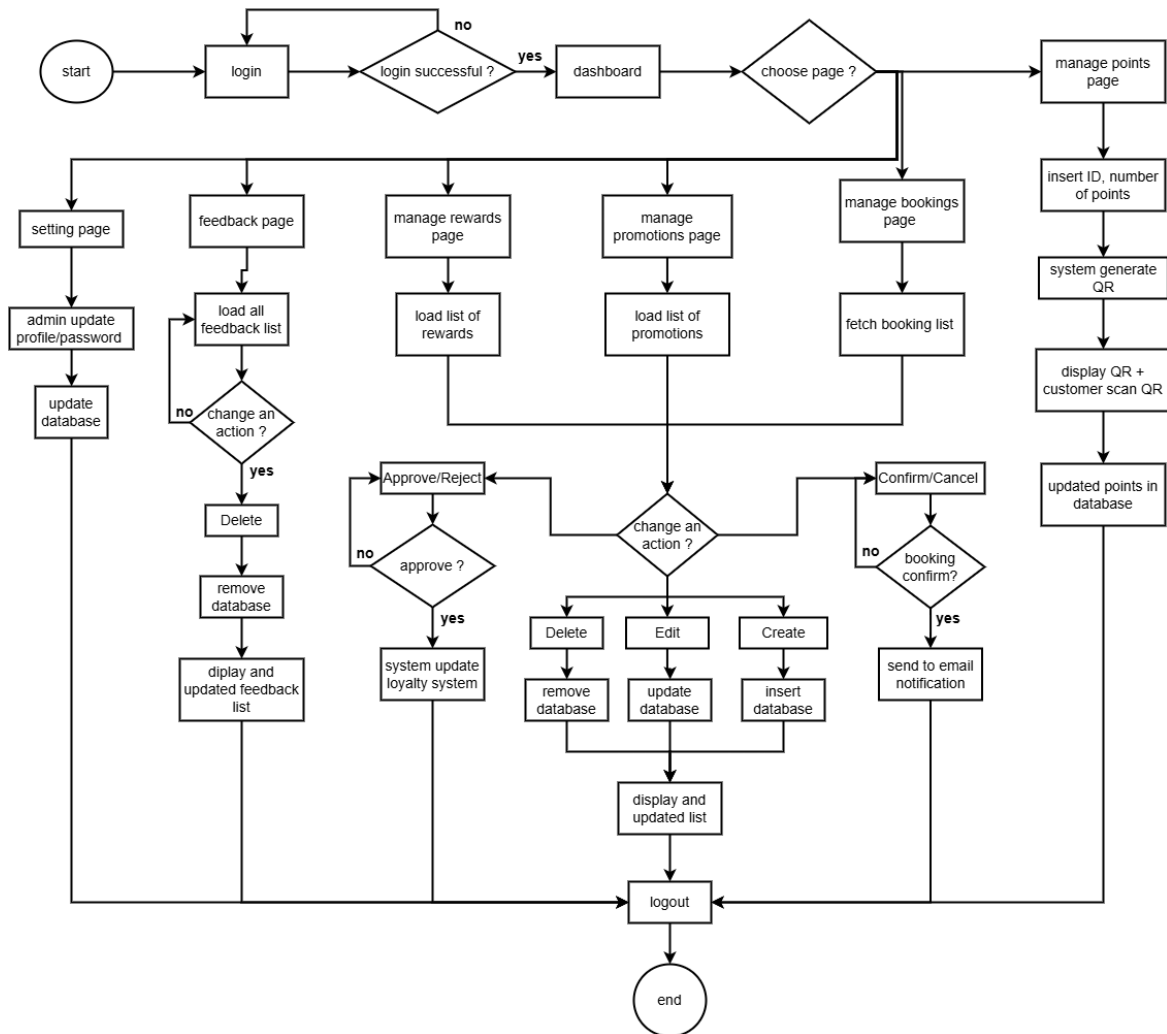 no
yes
start
login
login successful ?
dashboard
choose page ?
manage points
page
insert ID, number
of points
system generate
QR
display QR +
customer scan QR
updated points in
database
setting page
admin update
profile/password
update
database
feedback page
load all
feedback list
no
change an
action ?
yes
Delete
remove
database
diplay and
updated feedback
list
manage rewards
page
load list of
rewards
manage
promotions page
load list of
promotions
manage bookings
page
fetch booking list
Approve/Reject
no
approve ?
yes
system update
loyalty system
change an
action ?
Delete
Edit
Create
remove
database
update
database
insert
database
display and
updated list
Confirm/Cancel
no
booking
confirm?
yes
send to email
notification
logout
end